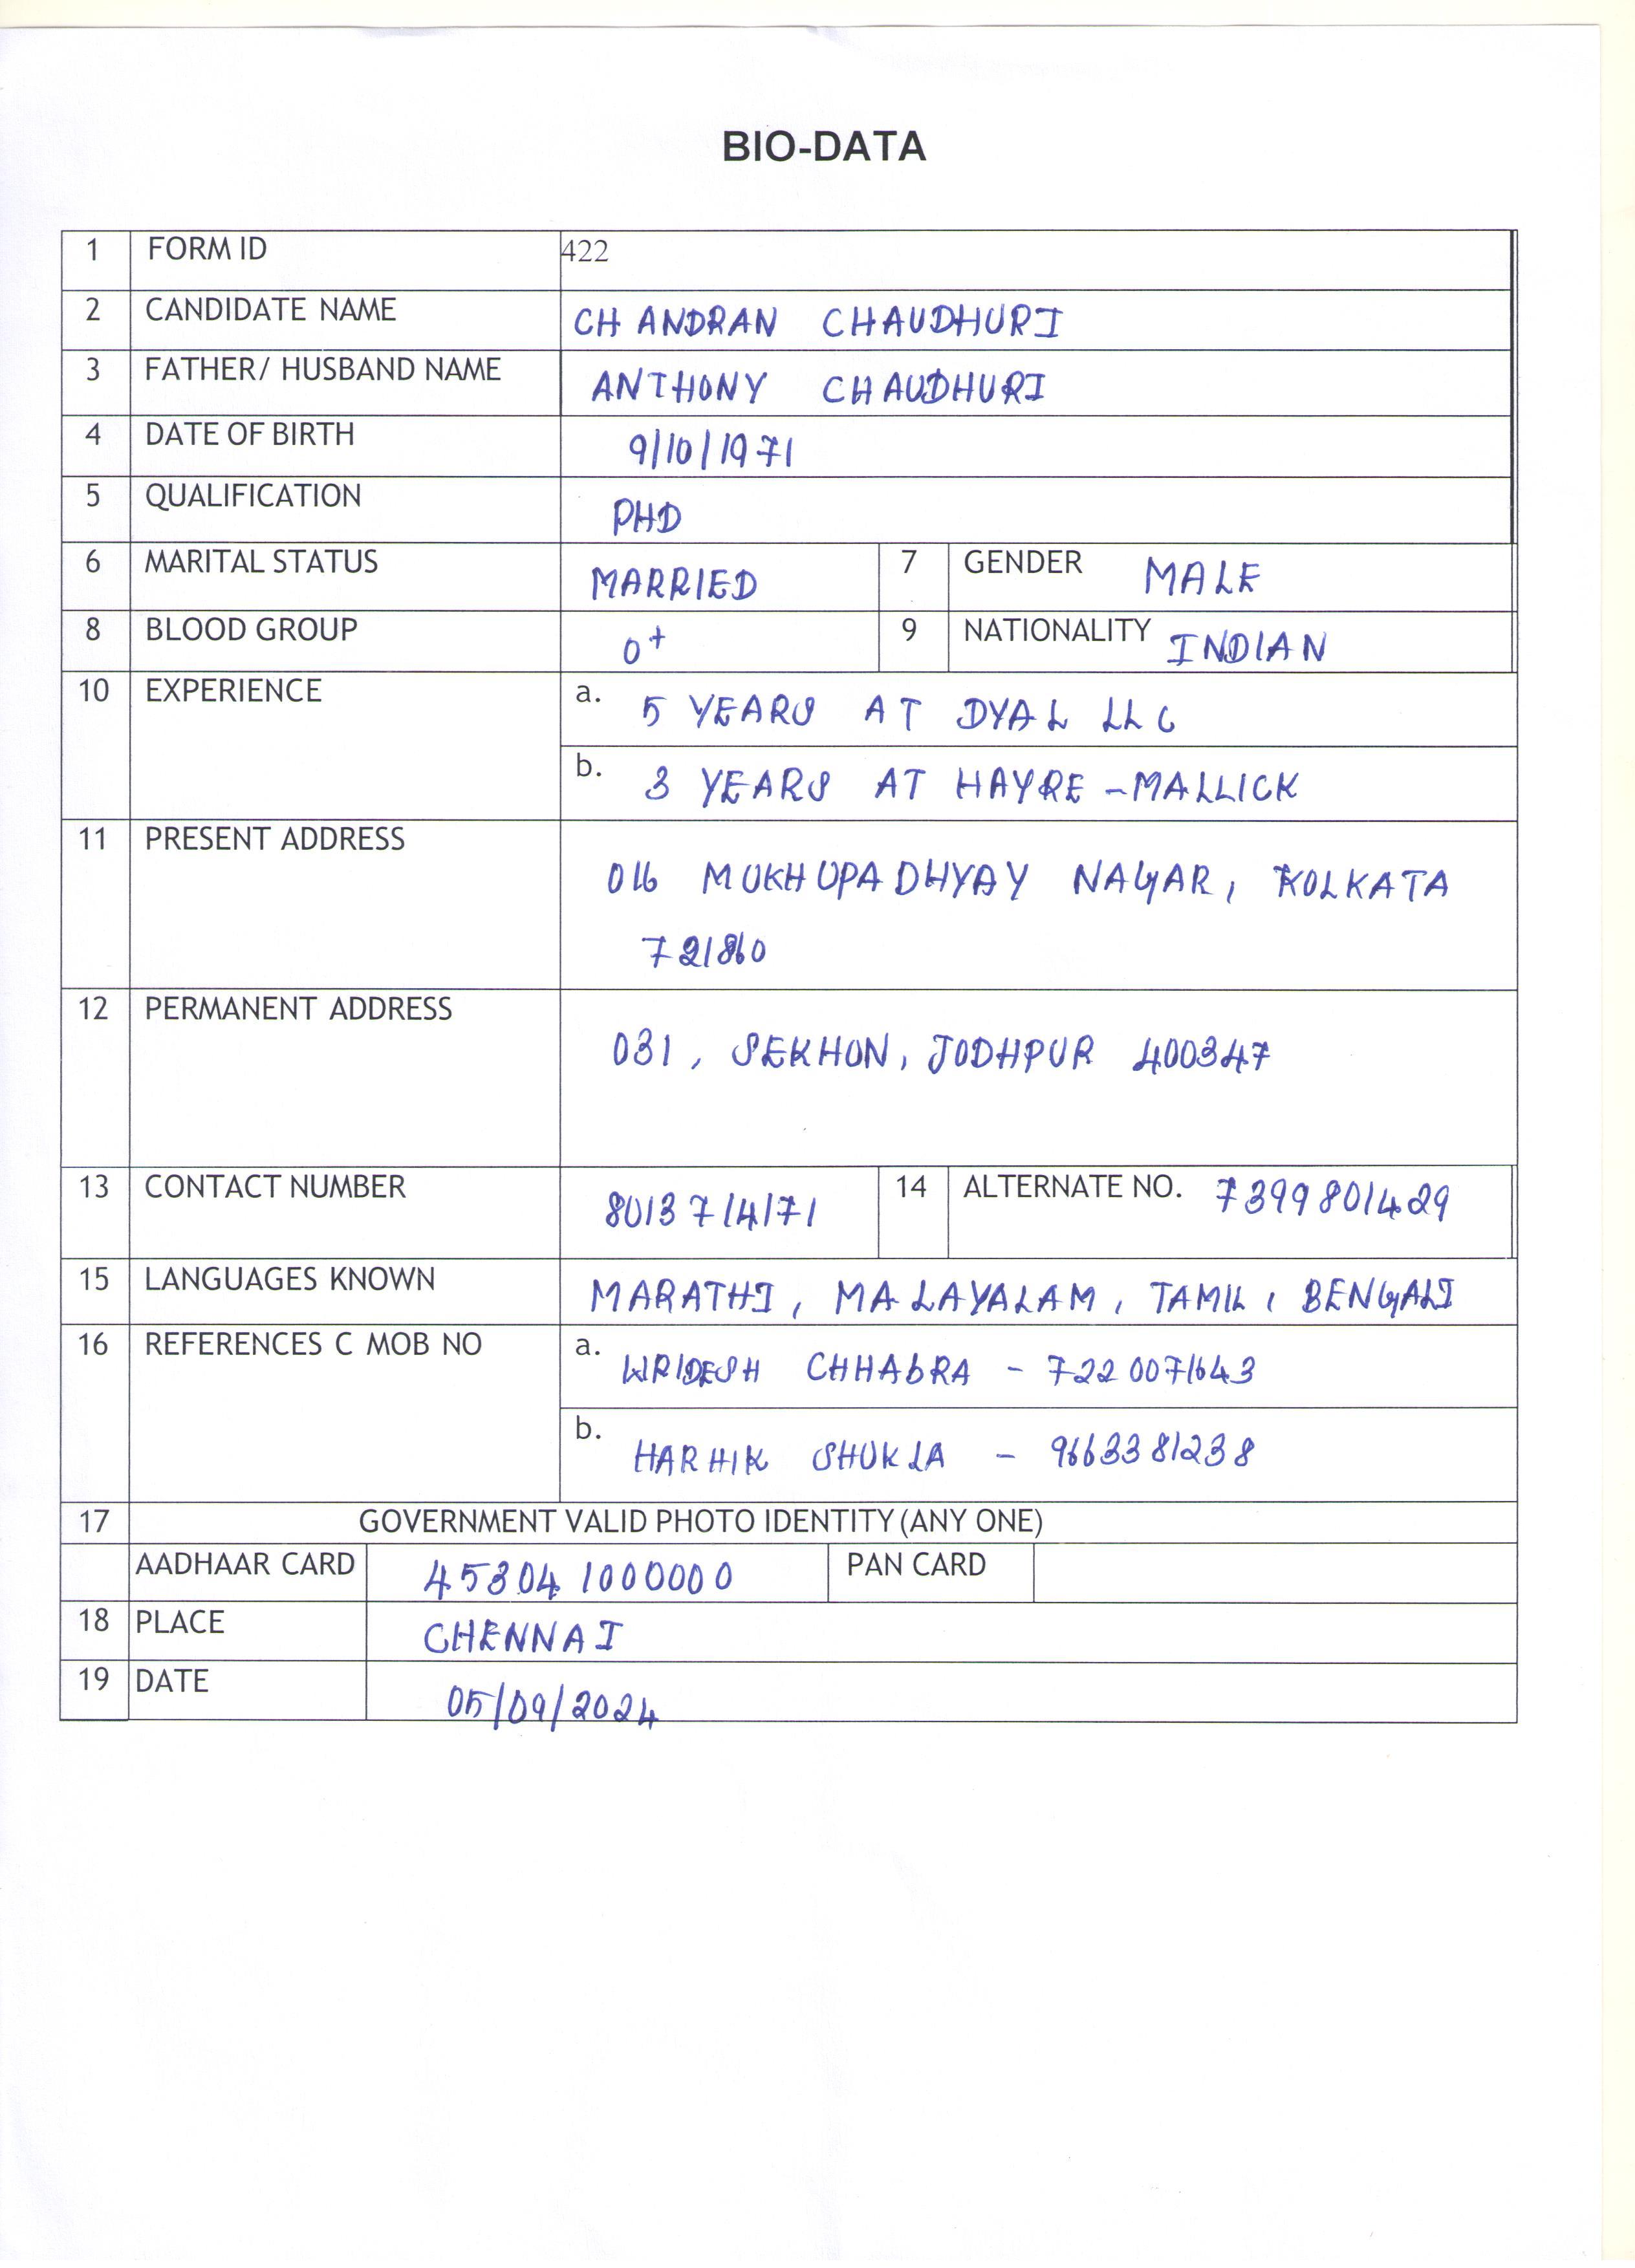 BIO-DATA
1 FORM ID 422
2 CANDIDATE NAME CHANDRAN CHAUDHURI
3 FATHER/ HUSBAND NAME ANTHONY CHAUDHURI
4 DATE OF BIRTH 9/10/1971
5 QUALIFICATION PHD
6 MARITAL STATUS MARRIED 7 GENDER MALE
8 BLOOD GROUP O+ 9 NATIONALITY INDIAN
10 EXPERIENCE a. 5 YEARS AT DYAL LLC
b. 3 YEARS AT HAYRE-MALLICK
11 PRESENT ADDRESS
016 MUKHUPADHYAY NAGAR, KOLKATA
721860
12 PERMANENT ADDRESS
031, SEKHON, JODHPUR 400347
13 CONTACT NUMBER 8013714171 14 ALTERNATE NO. 7399801429
15 LANGUAGES KNOWN MARATHI, MALAYALAM, TAMIL, BENGALI
16 REFERENCES C MOB NO a. CHHABRA - 7220071643
b. HARHIK SHUKLA - 9663381238
17 GOVERNMENT VALID PHOTO IDENTITY (ANY ONE)
AADHAAR CARD 453041000000 PAN CARD
18 PLACE CHENNAI
19 DATE 05/09/2024